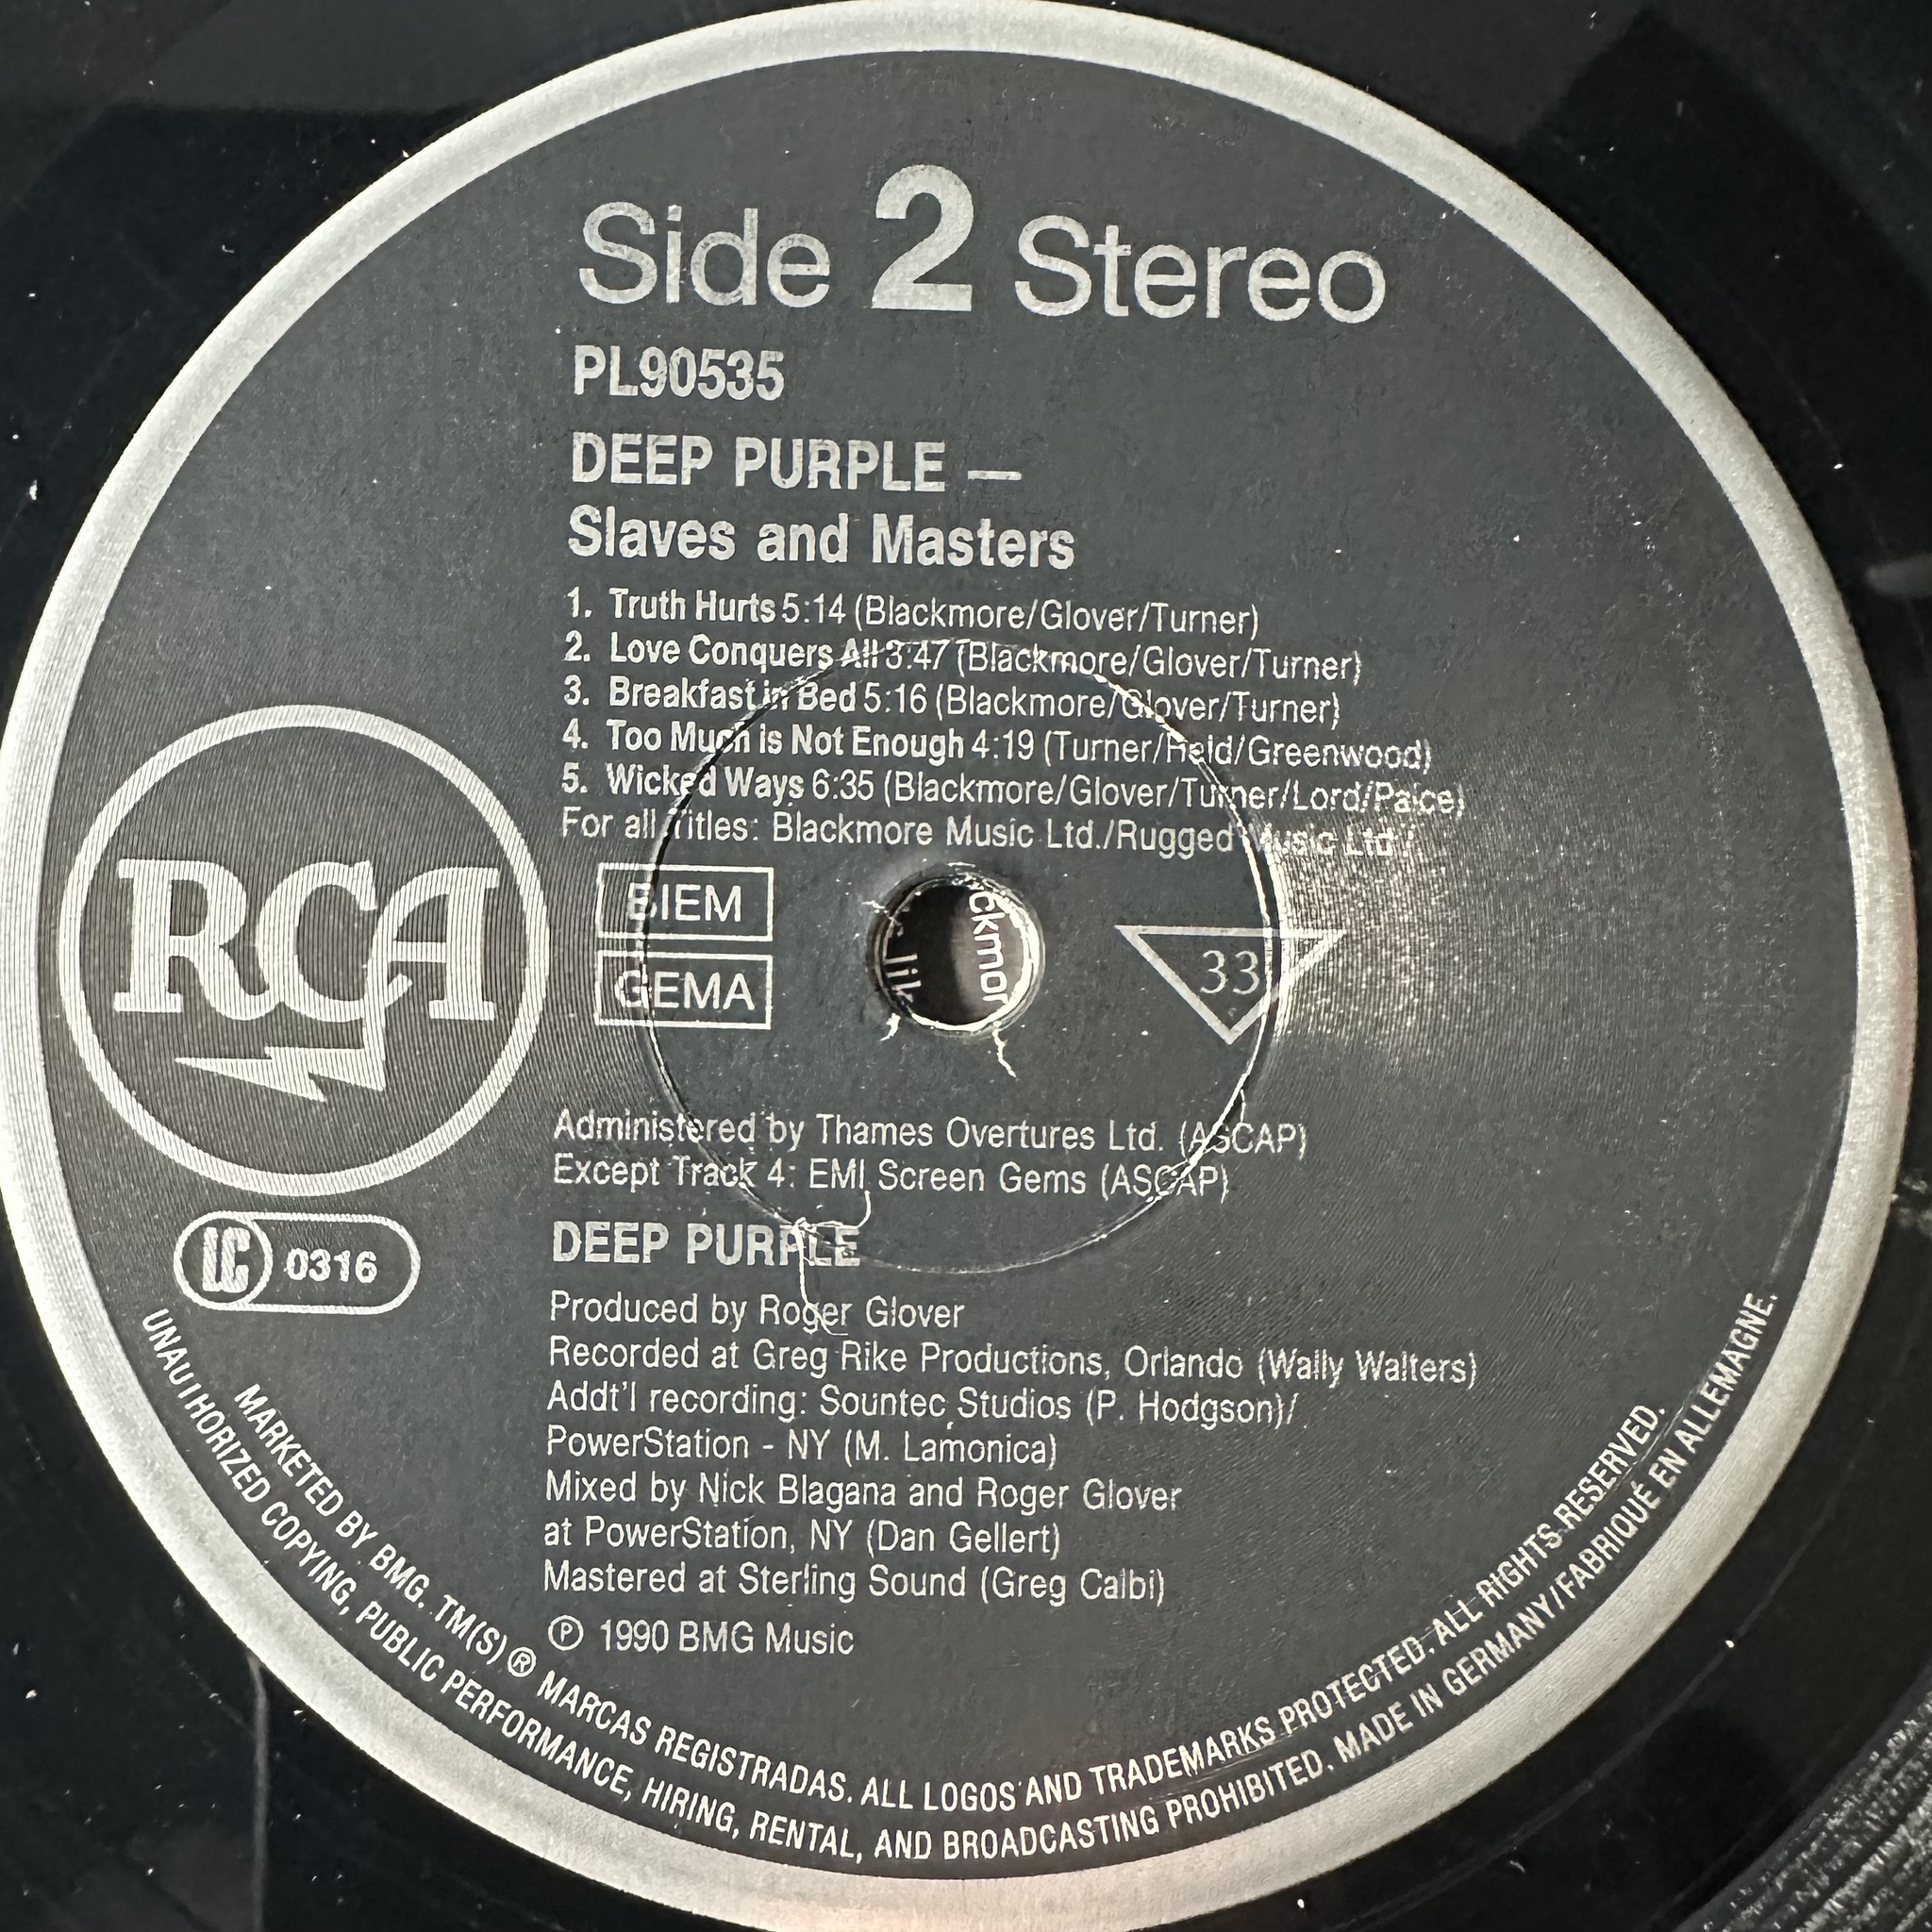 Side 2 Stereo
PL90535
DEEP PURPLE —
Slaves and Masters
1. Truth Hurts 5:14 (Blackmore/Glover/Turner)
2. Love Conquers All 3:47 (Blackmore/Glover/Turner)
3. Breakfast in Bed 5:16 (Blackmore/Glover/Turner)
4. Too Much is Not Enough 4:19 (Turner/Held/Greenwood)
5. Wicked Ways 6:35 (Blackmore/Glover/Turner/Lord/Paice)
For all Titles: Blackmore Music Ltd./Rugged Music Ltd./
RCA
BIEM
GEMA
33
ckmor
Administered by Thames Overtures Ltd. (ASCAP)
Except Track 4: EMI Screen Gems (ASCAP)
LC 0316
DEEP PURPLE
Produced by Roger Glover
Recorded at Greg Rike Productions, Orlando (Wally Walters)
Addt'l recording: Sountec Studios (P. Hodgson)/
PowerStation - NY (M. Lamonica)
Mixed by Nick Blagana and Roger Glover
at PowerStation, NY (Dan Gellert)
Mastered at Sterling Sound (Greg Calbi)
Ⓟ 1990 BMG Music
MARKETED BY BMG. TM(S) ® MARCAS REGISTRADAS. ALL LOGOS AND TRADEMARKS PROTECTED. ALL RIGHTS RESERVED.
UNAUTHORIZED COPYING, PUBLIC PERFORMANCE, HIRING, RENTAL, AND BROADCASTING PROHIBITED. MADE IN GERMANY/FABRIQUÉ EN ALLEMAGNE.